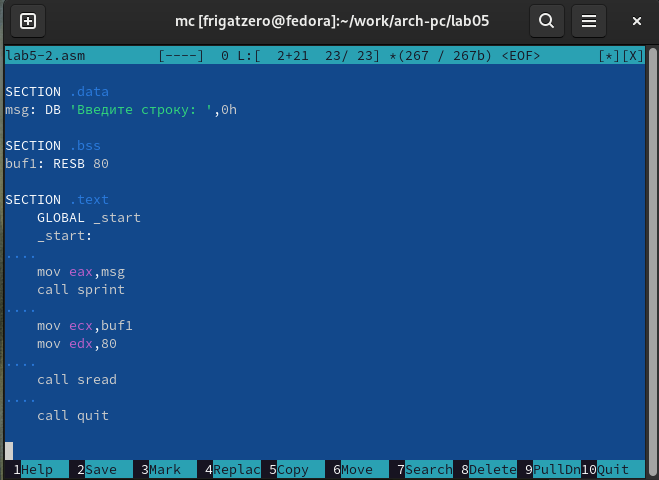 mc [frigatzero@fedora]:~/work/arch-pc/lab05
lab5-2.asm [----] 0 L:[ 2+21 23/ 23] *(267 / 267b) <EOF> [*][X]
SECTION .data
msg: DB 'Введите строку: ',0h
SECTION .bss
buf1: RESB 80
SECTION .text
GLOBAL _start
_start:
....
mov eax,msg
call sprint
....
mov ecx,buf1
mov edx,80
....
call sread
....
call quit
1Help 2Save 3Mark 4Replac 5Copy 6Move 7Search 8Delete 9PullDn 10Quit